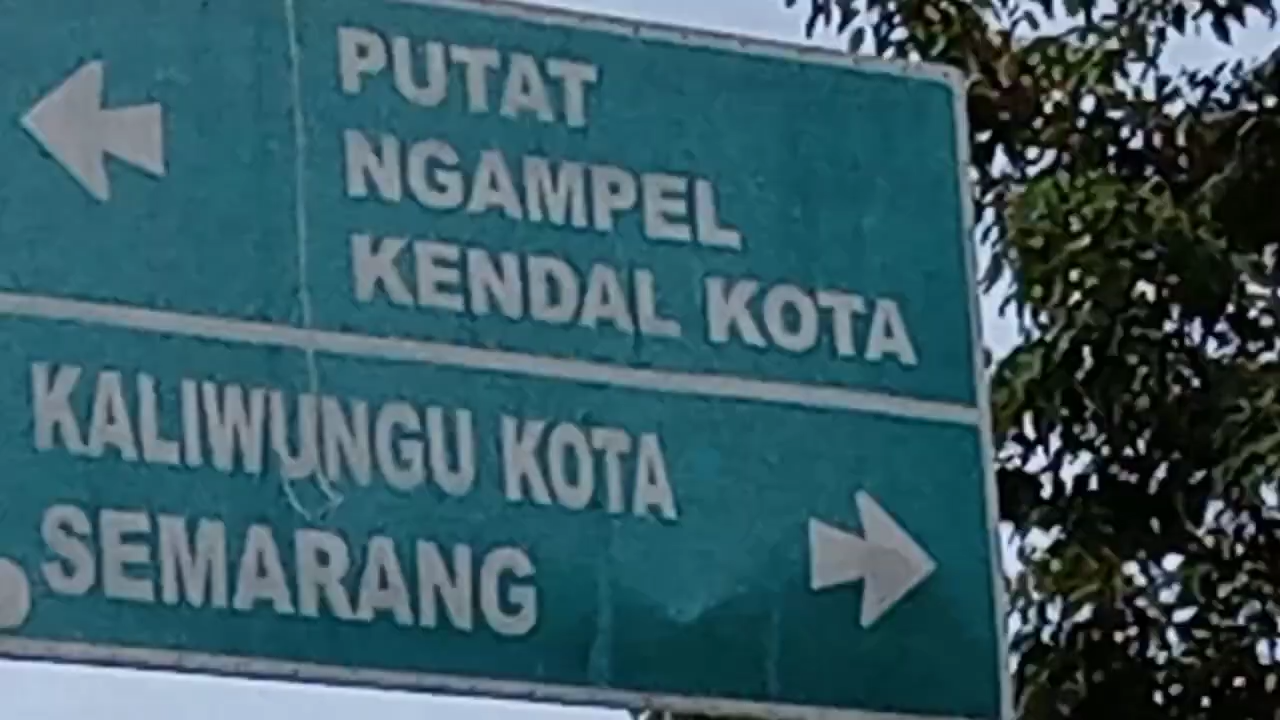 PUTAT
NGAMPEL
KENDAL KOTA
KALIWUNGU KOTA
SEMARANG